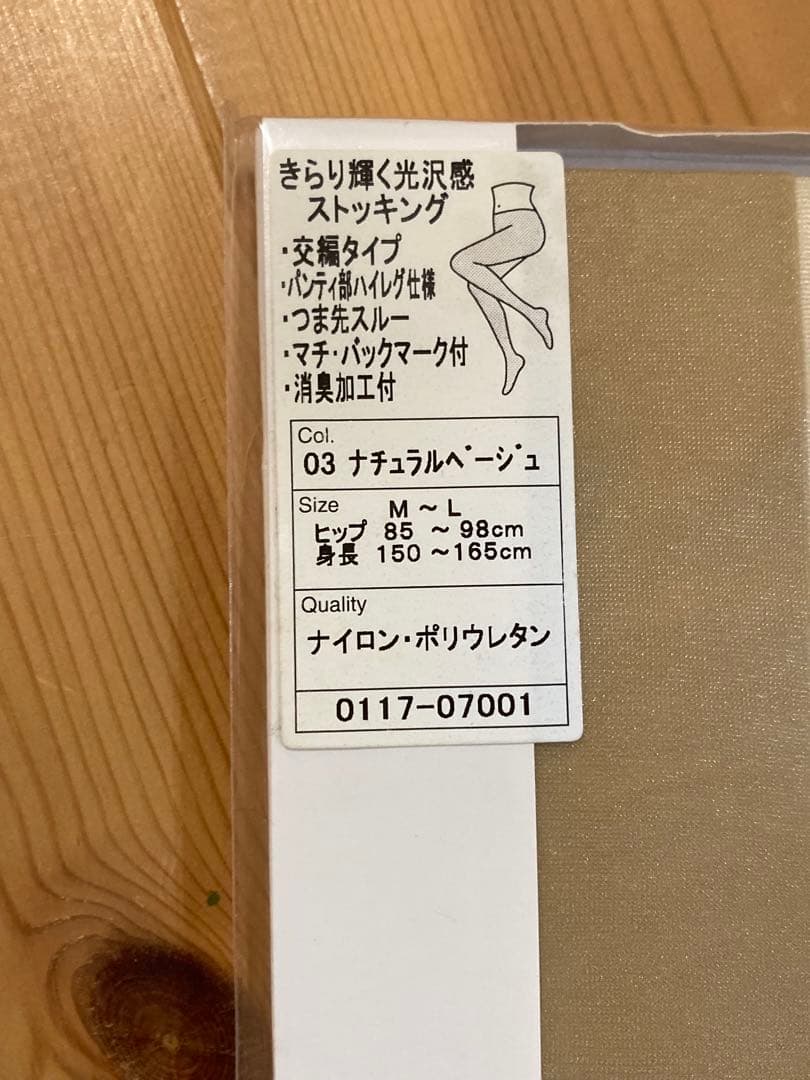 きらり輝く光沢感
ストッキング
・交編タイプ
・パンティ部ハイレグ仕様
・つま先スルー
・マチ・バックマーク付
・消臭加工付
Col.
03 ナチュラルベージュ
Size M～L
ヒップ 85 ～98cm
身長 150 ～165cm
Quality
ナイロン・ポリウレタン
0117-07001